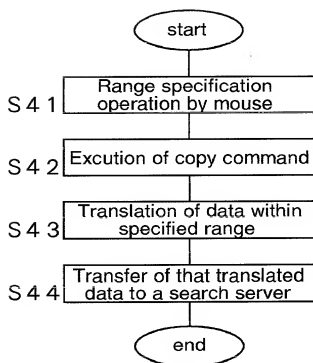 start
S41
Range specification
operation by mouse
S42
Excution of copy command
S43
Translation of data within
specified range
S44
Transfer of that translated
data to a search server
end